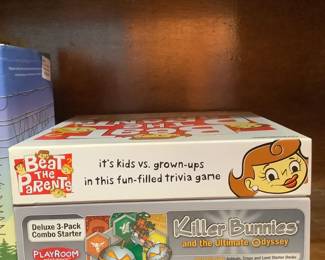 BEAT
THE
PARENTS
it's kids vs. grown-ups
in this fun-filled trivia game
Deluxe 3-Pack
Combo Starter
PLAYROOM
Killer Bunnies
and the Ultimate Odyssey